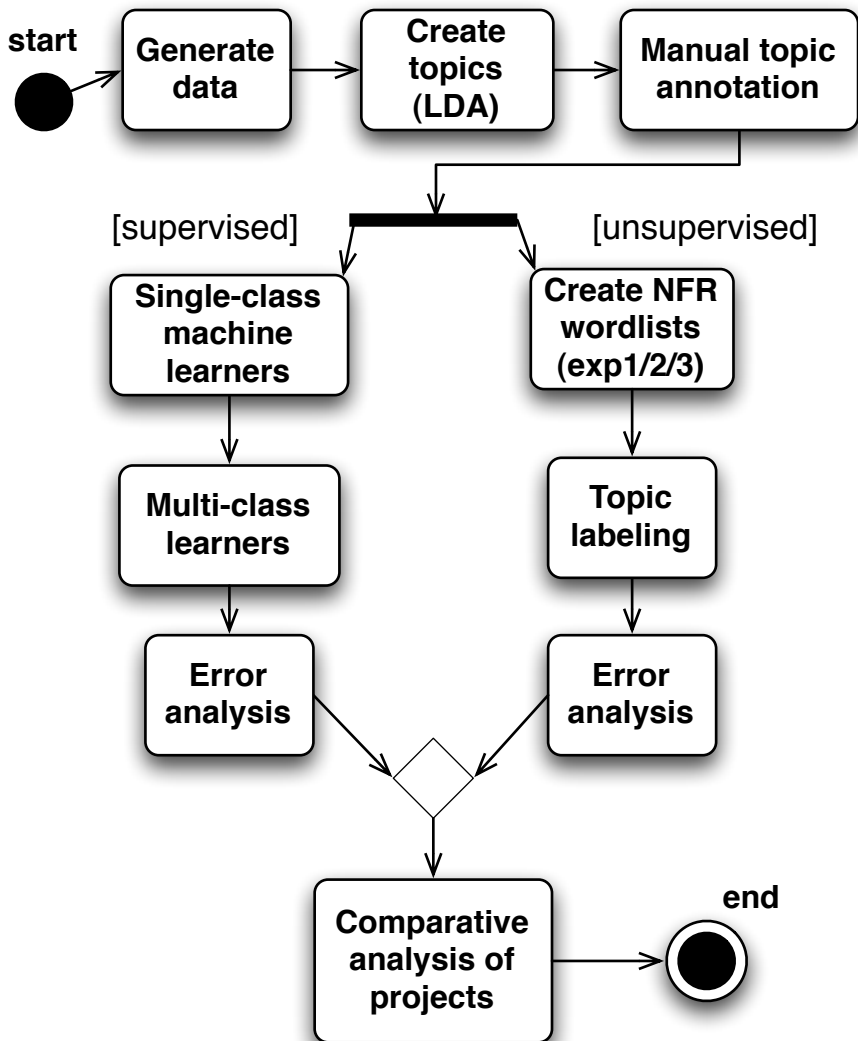 start
Generate
data
Create
topics
(LDA)
Manual topic
annotation
[supervised]
[unsupervised]
Single-class
machine
learners
Create NFR
wordlists
(exp1/2/3)
Multi-class
learners
Topic
labeling
Error
analysis
Error
analysis
Comparative
analysis of
projects
end